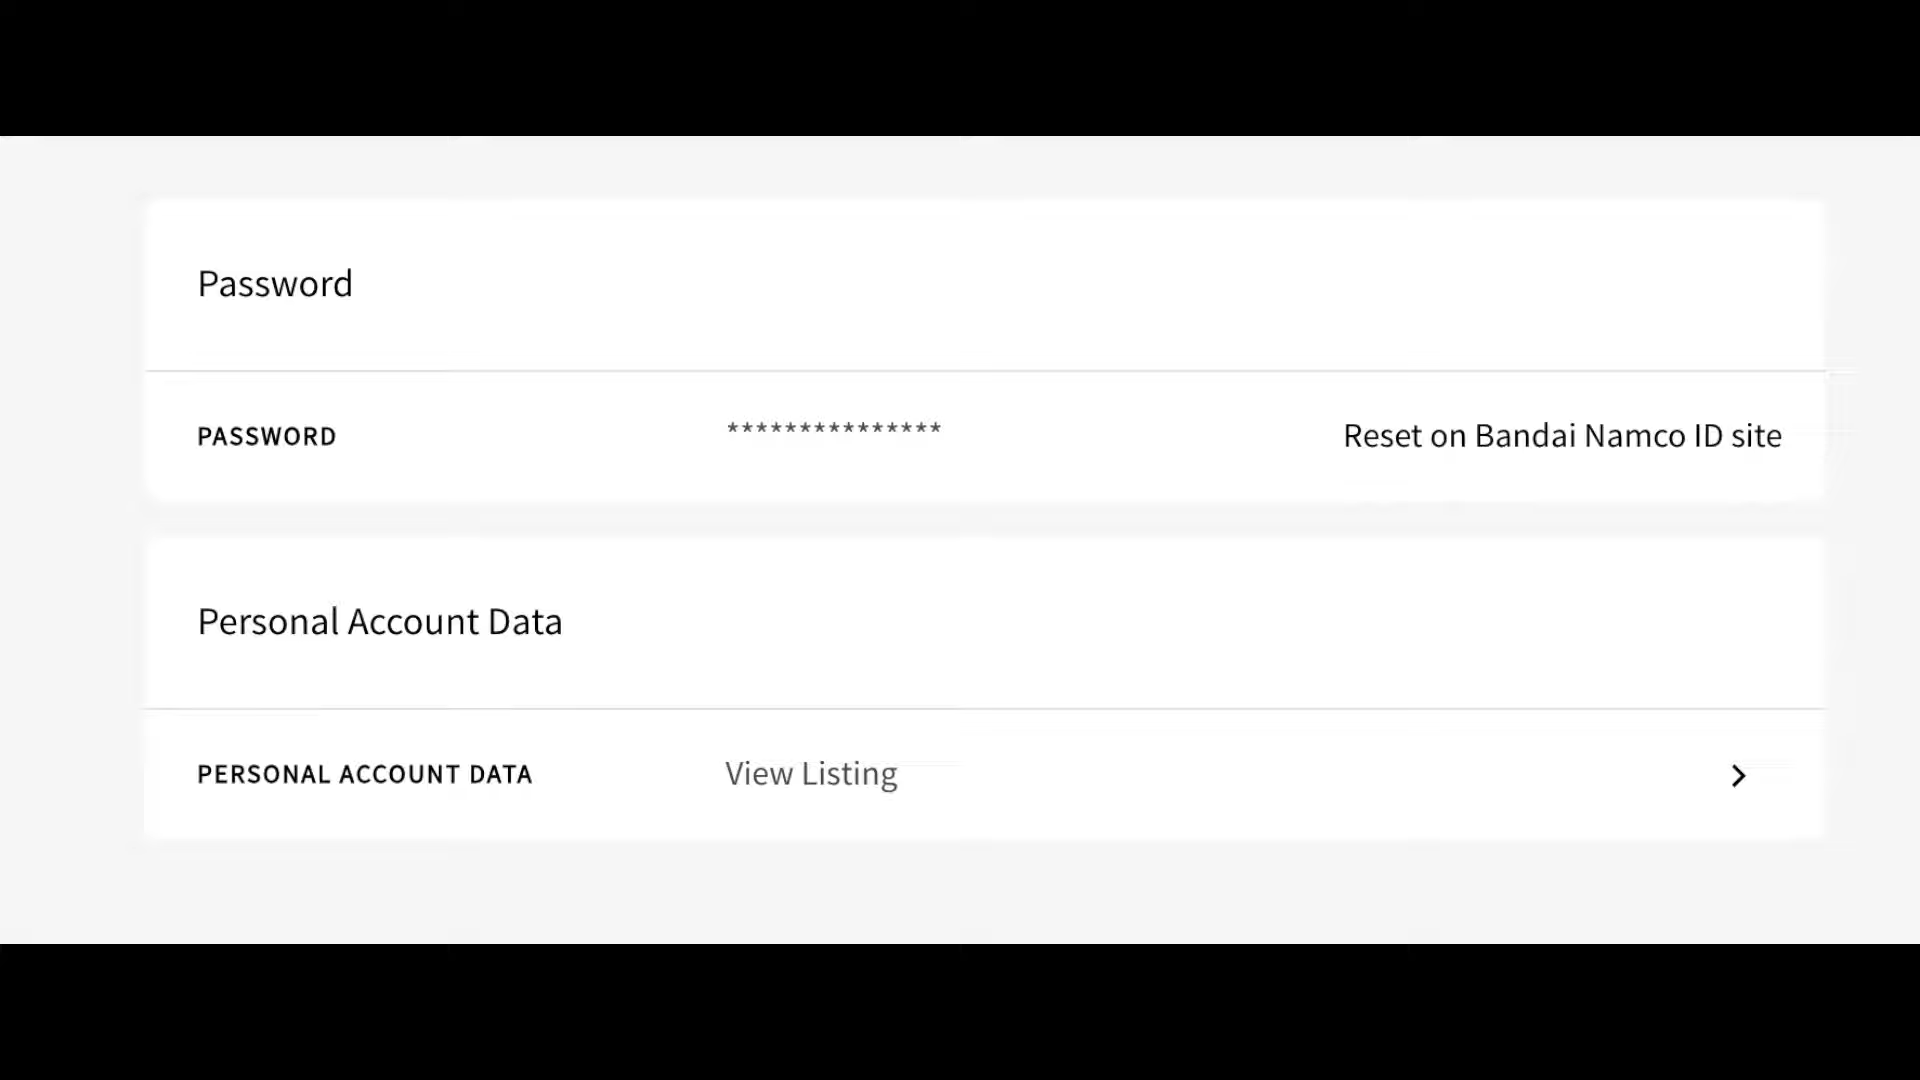 Password
PASSWORD *************** Reset on Bandai Namco ID site
Personal Account Data
PERSONAL ACCOUNT DATA View Listing